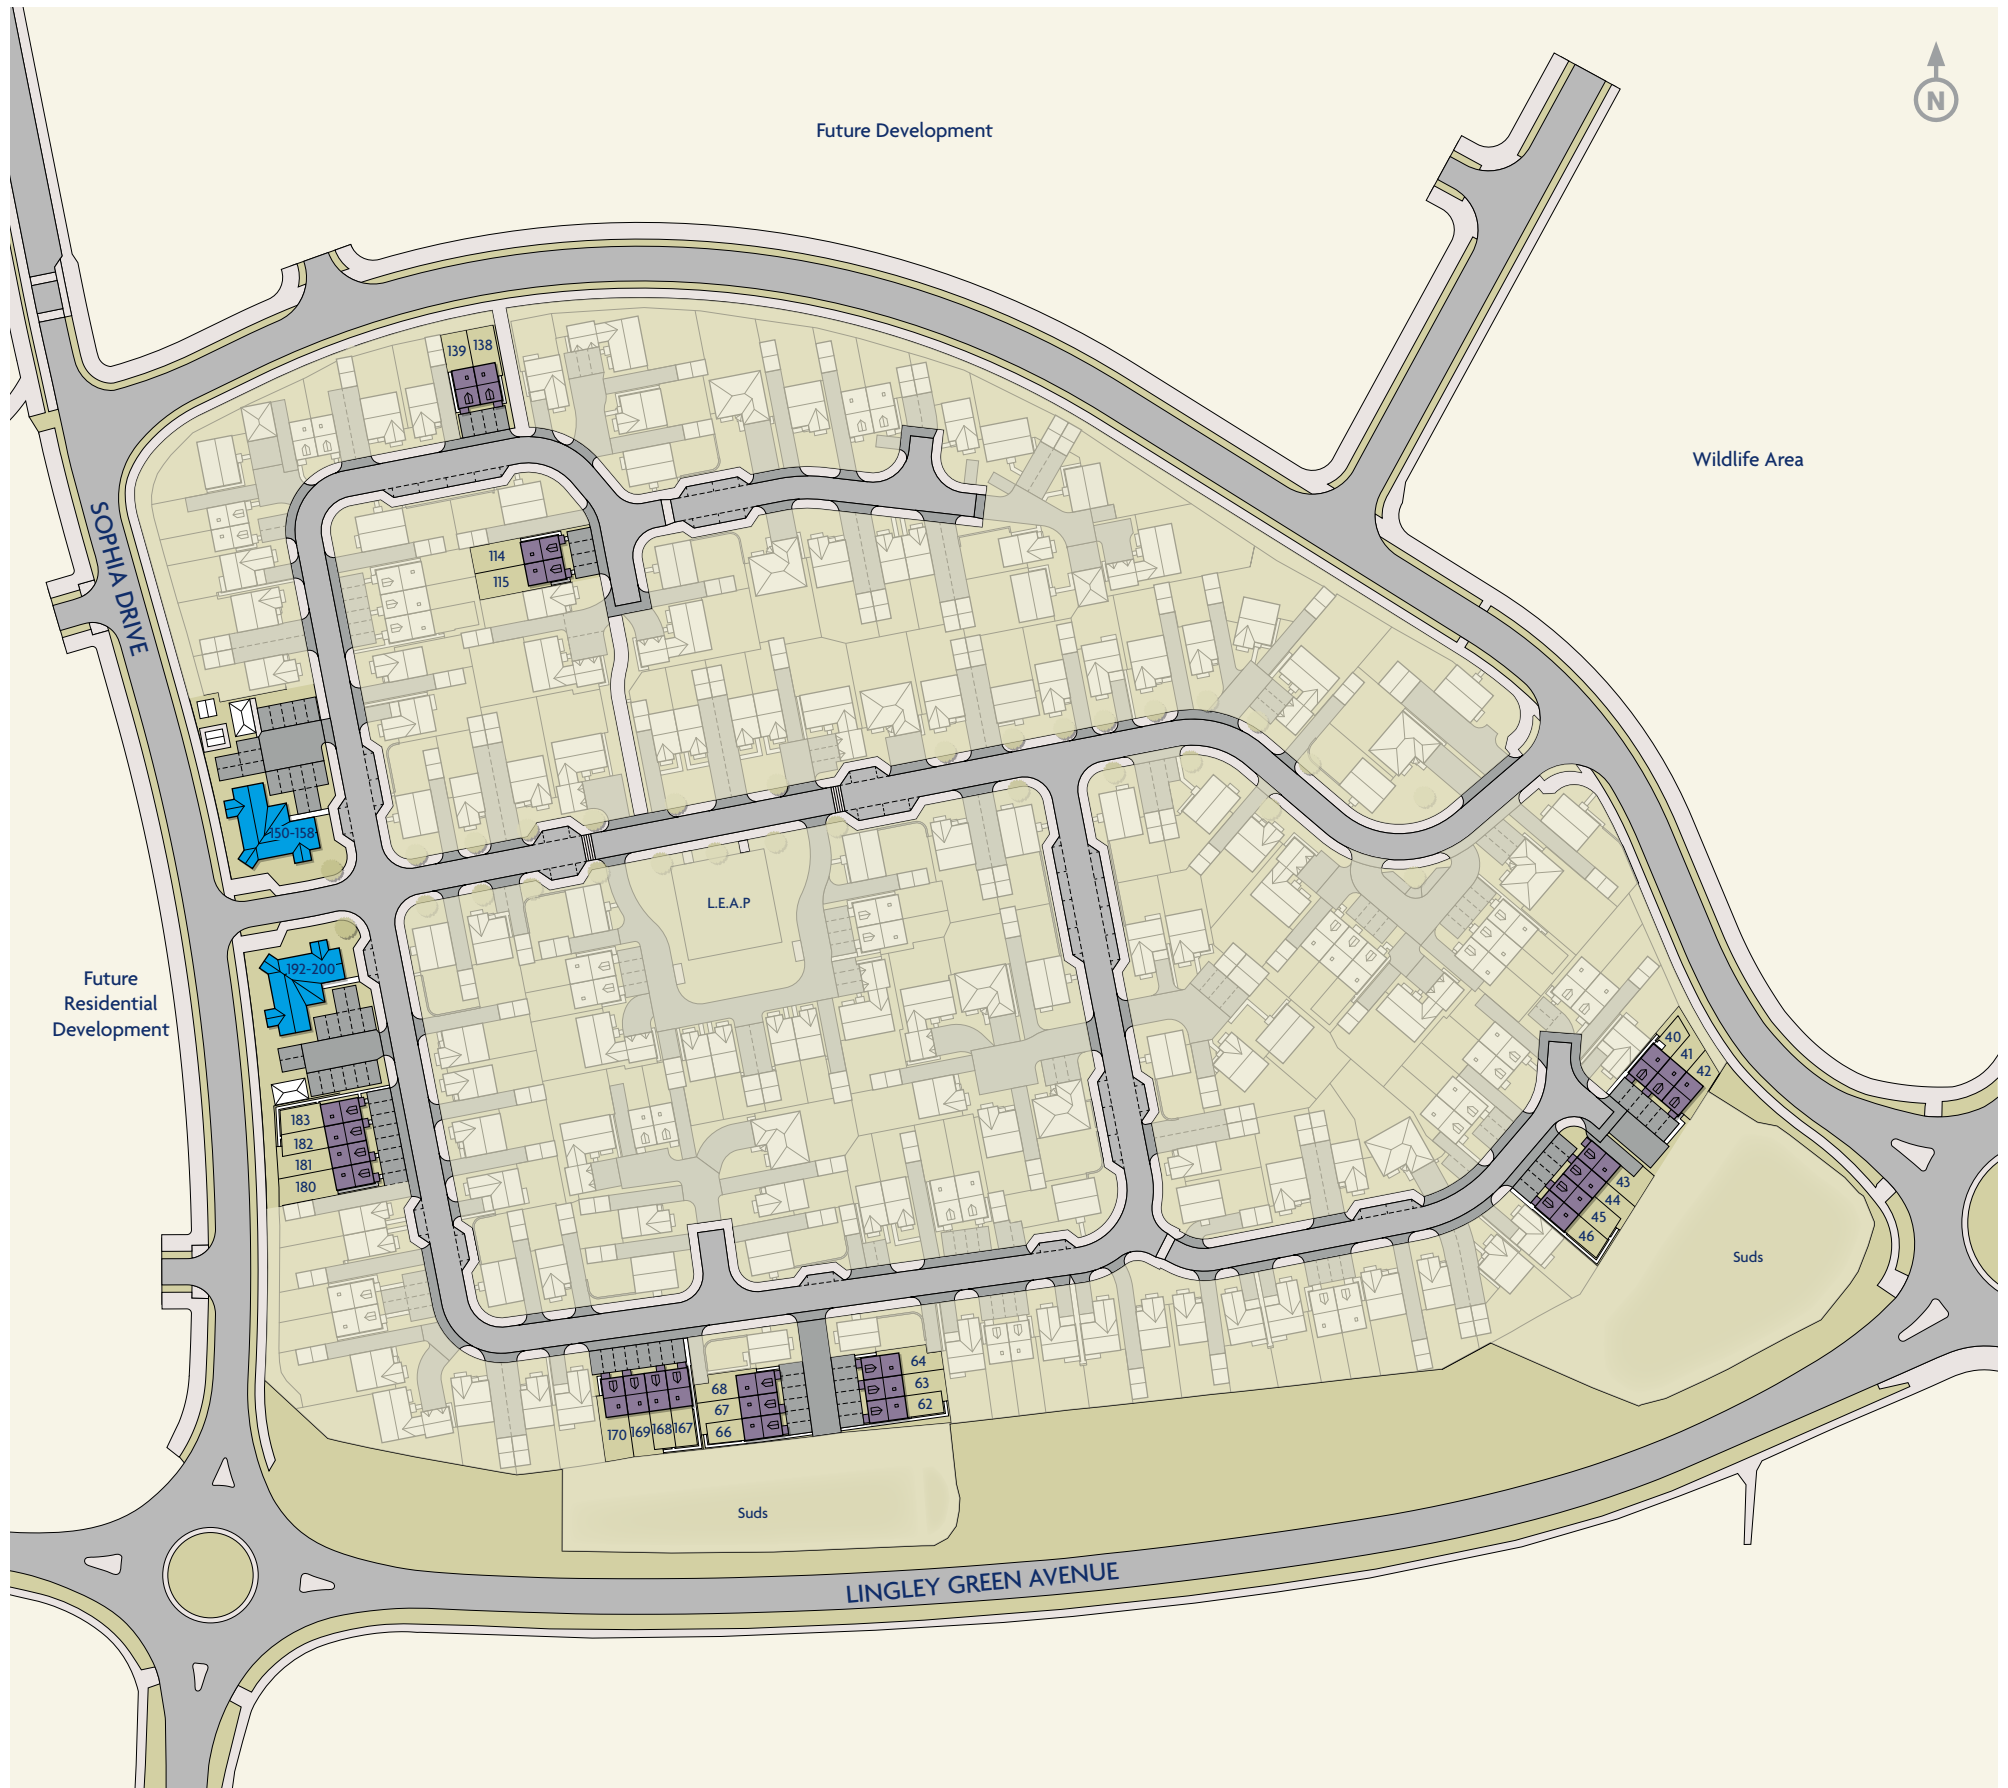 N
Future Development
Wildlife Area
SOPHIA DRIVE
139
138
114
115
150-158
L.E.A.P
Future
Residential
Development
192-200
40
41
42
183
182
181
180
43
44
45
46
Suds
64
63
62
68
67
66
170
169
168
167
Suds
LINGLEY GREEN AVENUE